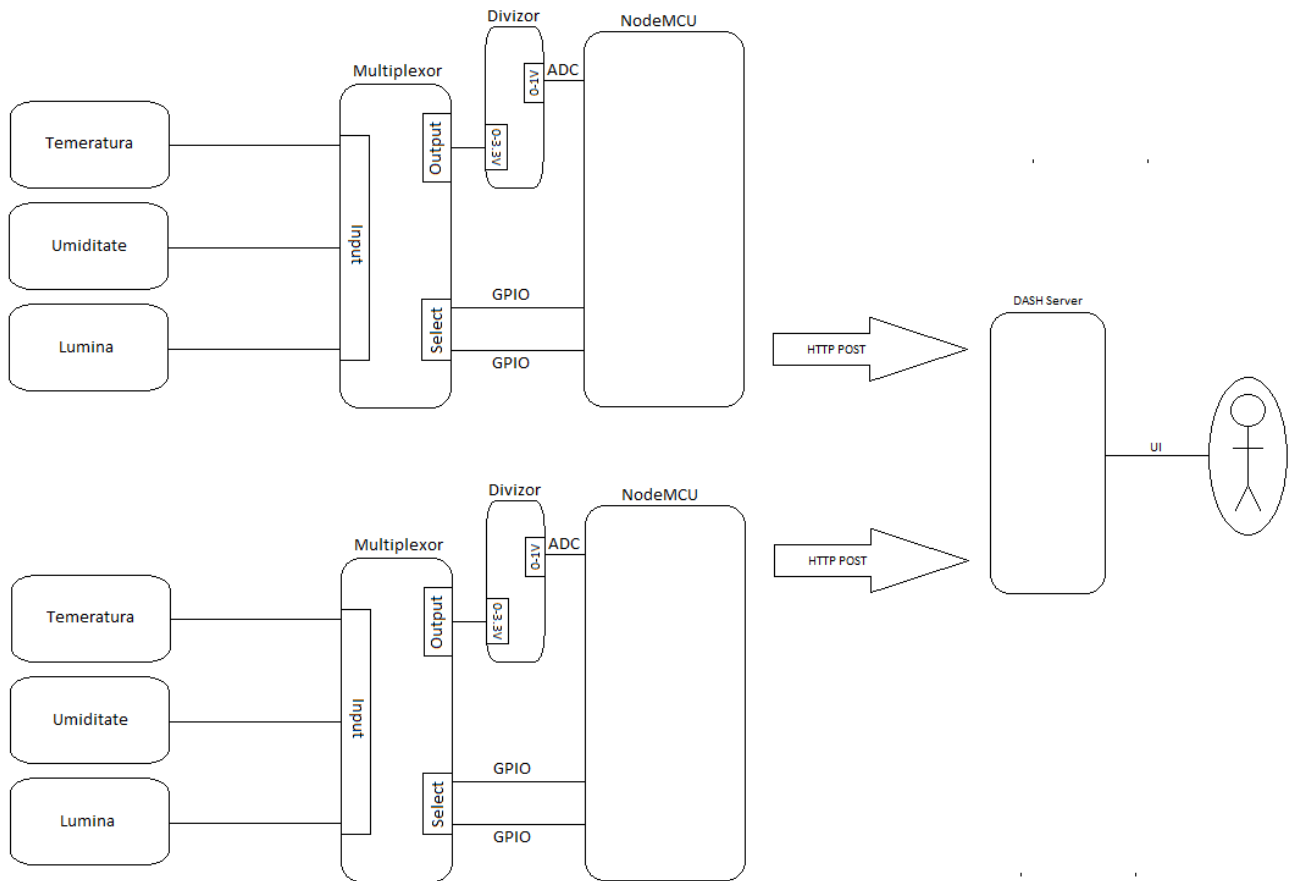 Divizor
NodeMCU
Multiplexor
0-1V
ADC
Temeratura
Output
0-3.3V
Umiditate
Input
Lumina
Select
GPIO
GPIO
DASH Server
HTTP POST
UI
Divizor
NodeMCU
Multiplexor
0-1V
ADC
HTTP POST
Temeratura
Output
0-3.3V
Umiditate
Input
Lumina
Select
GPIO
GPIO